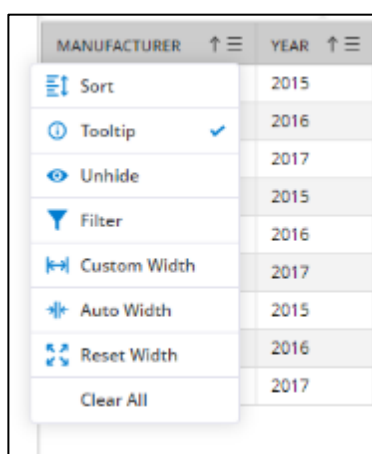 MANUFACTURER YEAR
Sort 2015
Tooltip 2016
Unhide 2017
2015
Filter
2016
Custom Width
2017
Auto Width 2015
Reset Width 2016
Clear All 2017